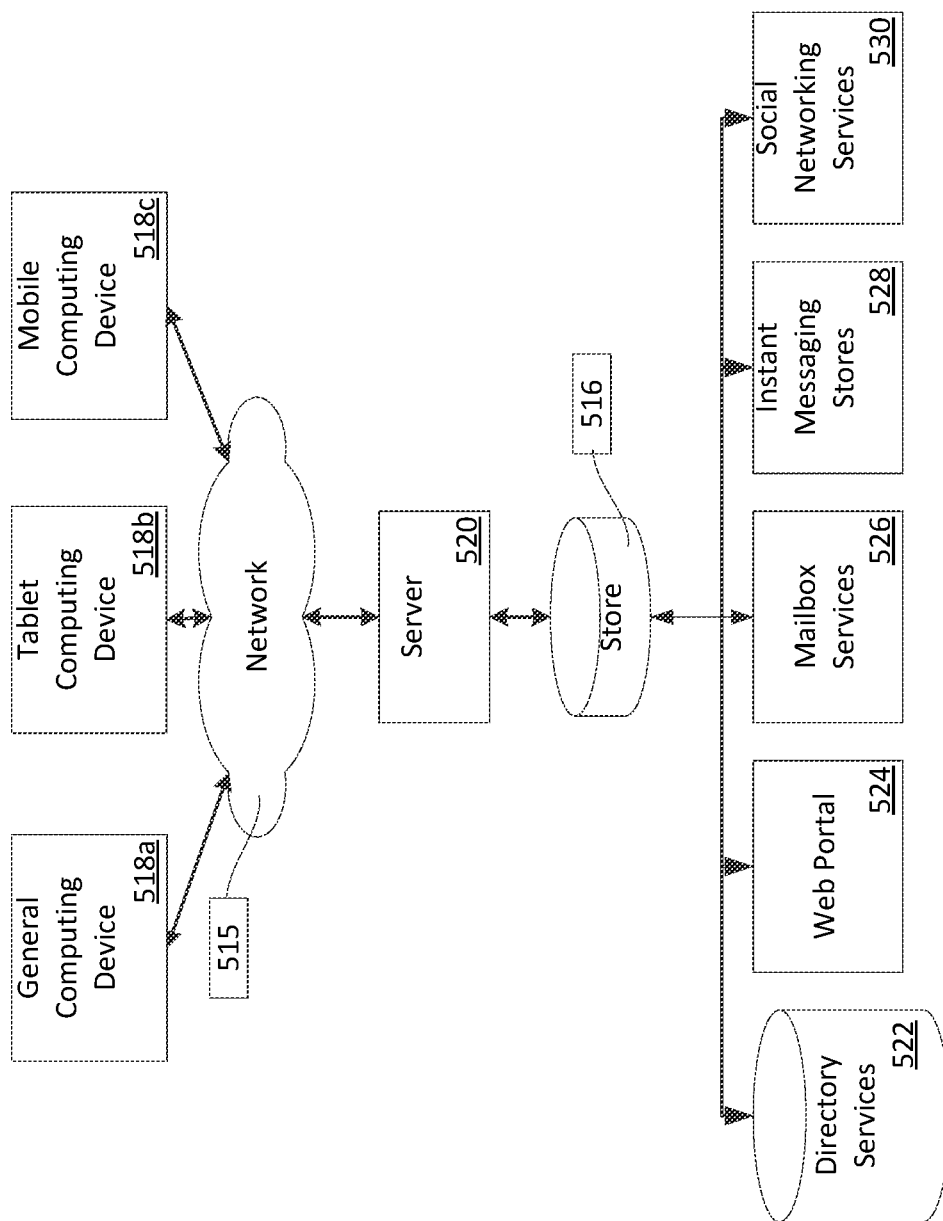 General
Computing
Device
518a
Tablet
Computing
Device
518b
Mobile
Computing
Device
518c
515
Network
Server
520
Store
516
Directory
Services
522
Web Portal
524
Mailbox
Services
526
Instant
Messaging
Stores
528
Social
Networking
Services
530